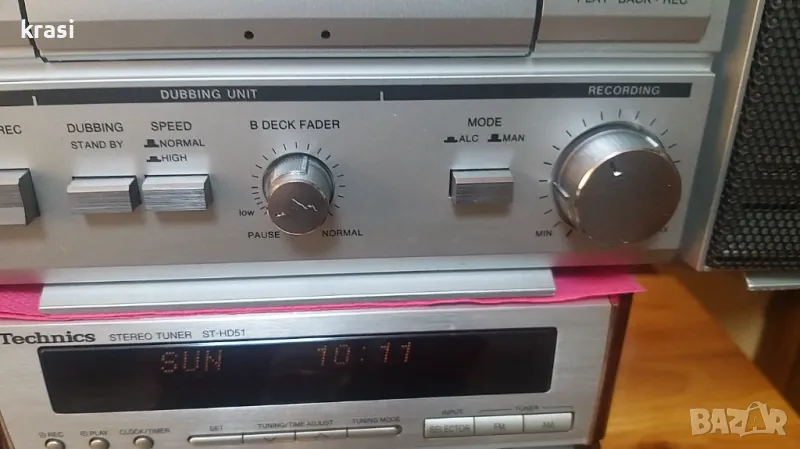 krasi
PLAY BACK · REC
DUBBING UNIT
RECORDING
REC
DUBBING
STAND BY
SPEED
NORMAL
HIGH
B DECK FADER
low
PAUSE
NORMAL
MODE
ALC MAN
MIN
Technics STEREO TUNER ST-HD51
SUN 10:11
REC PLAY CLOCK/TIMER
SET TUNING/TIME ADJUST TUNING MODE
INPUT TUNER
SELECTOR FM AM
BAZAR